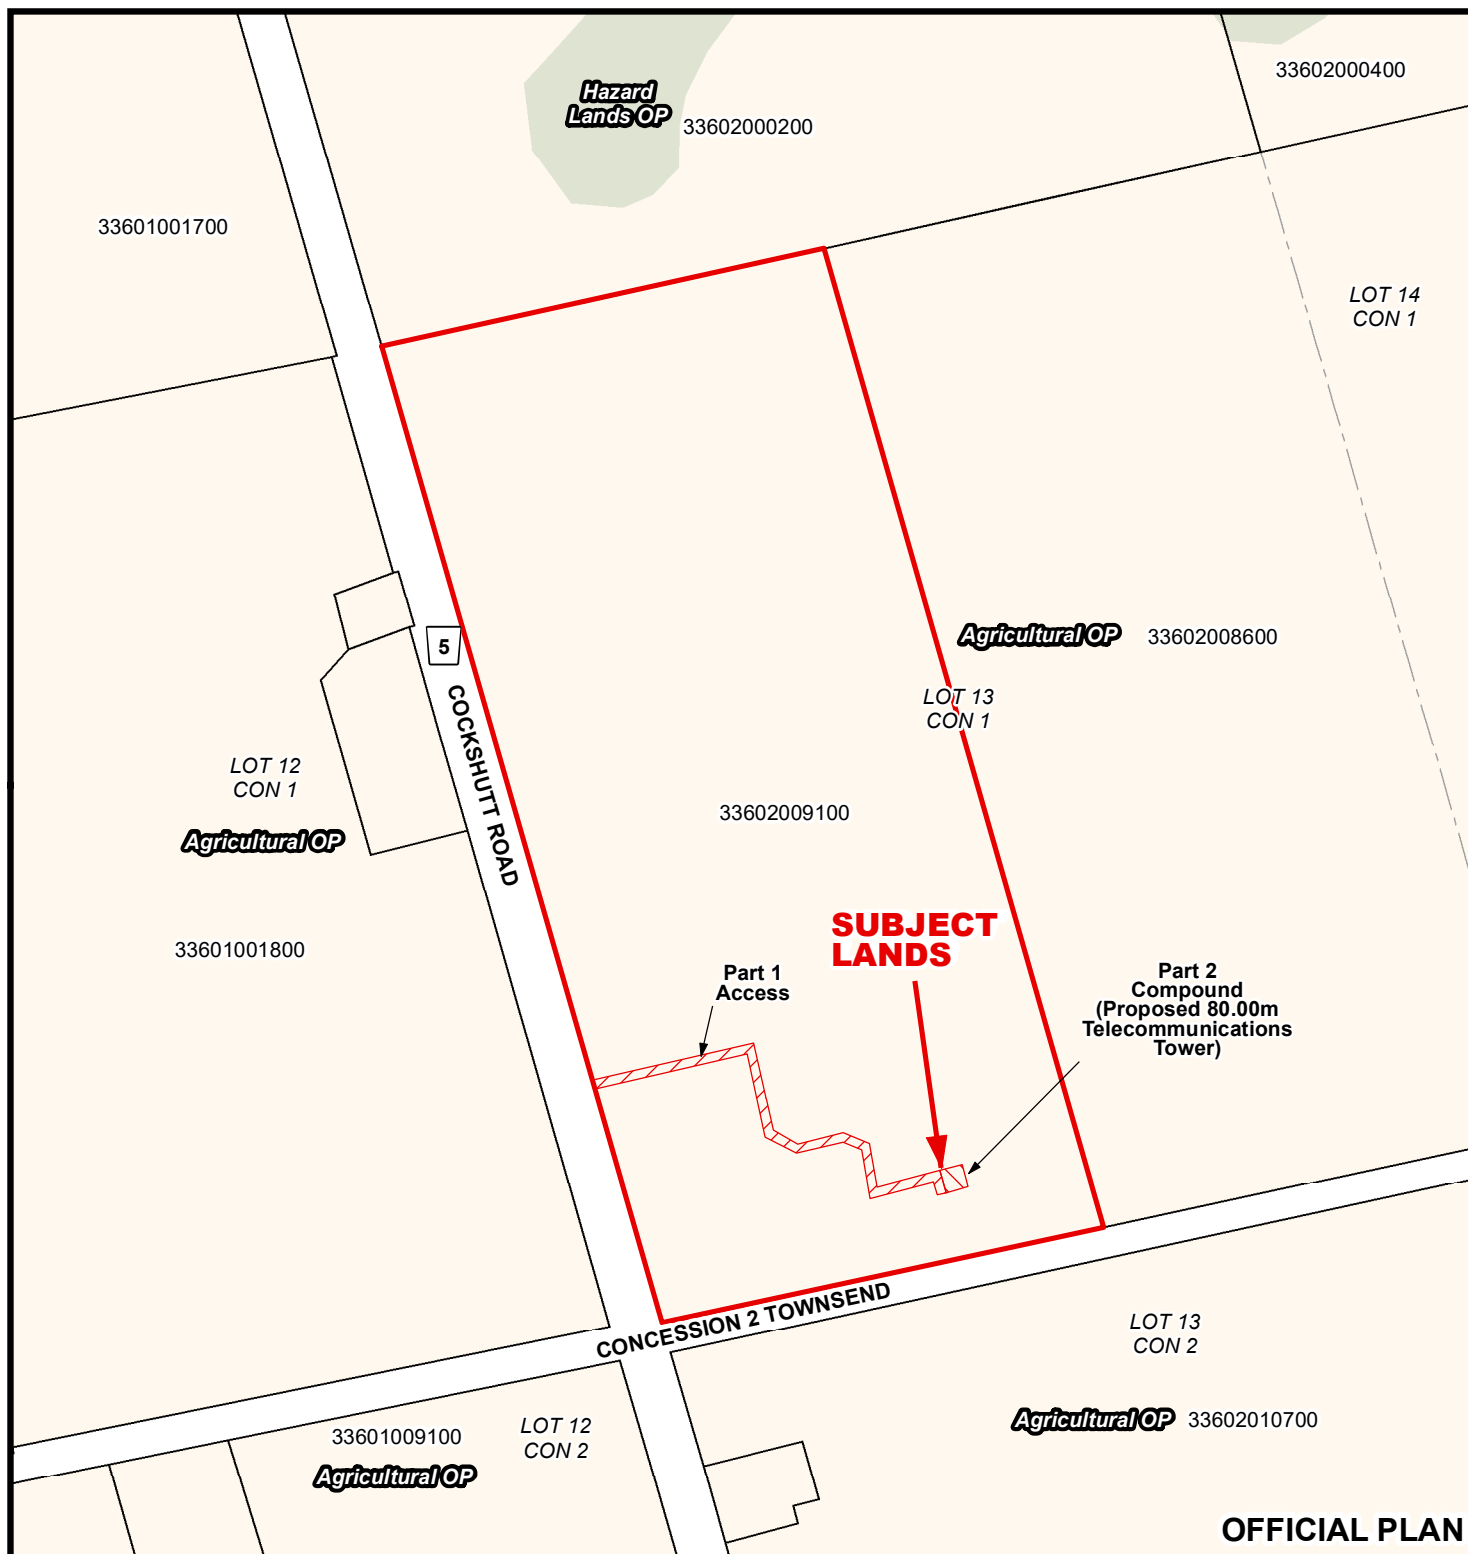 33602000400
Hazard
Lands OP
33602000200
33601001700
LOT 14
CON 1
5
Agricultural OP
33602008600
LOT 13
CON 1
COCKSHUTT ROAD
LOT 12
CON 1
33602009100
Agricultural OP
33601001800
SUBJECT
LANDS
Part 1
Access
Part 2
Compound
(Proposed 80.00m
Telecommunications
Tower)
CONCESSION 2 TOWNSEND
LOT 13
CON 2
Agricultural OP
33602010700
LOT 12
CON 2
33601009100
Agricultural OP
OFFICIAL PLAN